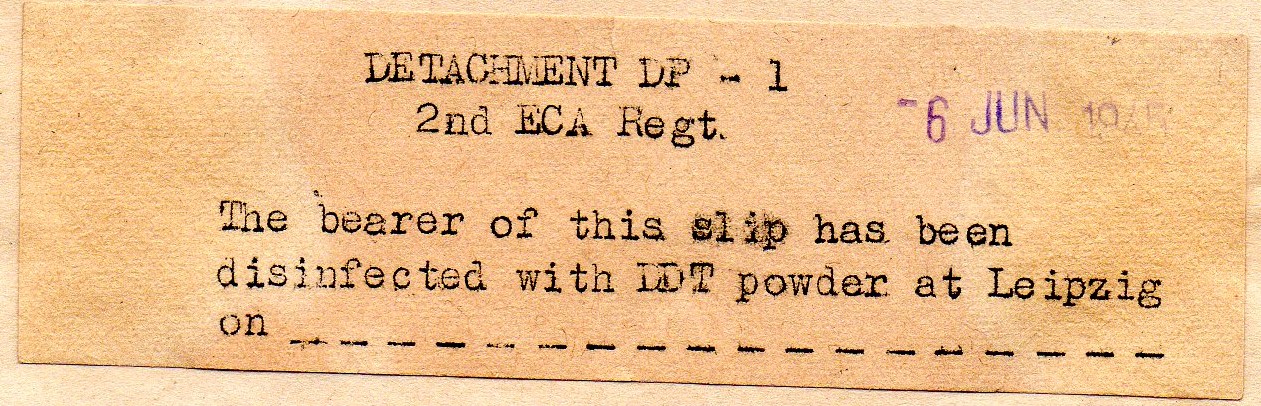 DETACHMENT DP - 1
2nd ECA Regt.
-6 JUN
The bearer of this slip has been
disinfected with DDT powder at Leipzig
on _ _ _ _ _ _ _ _ _ _ _ _ _ _ _ _ _ _